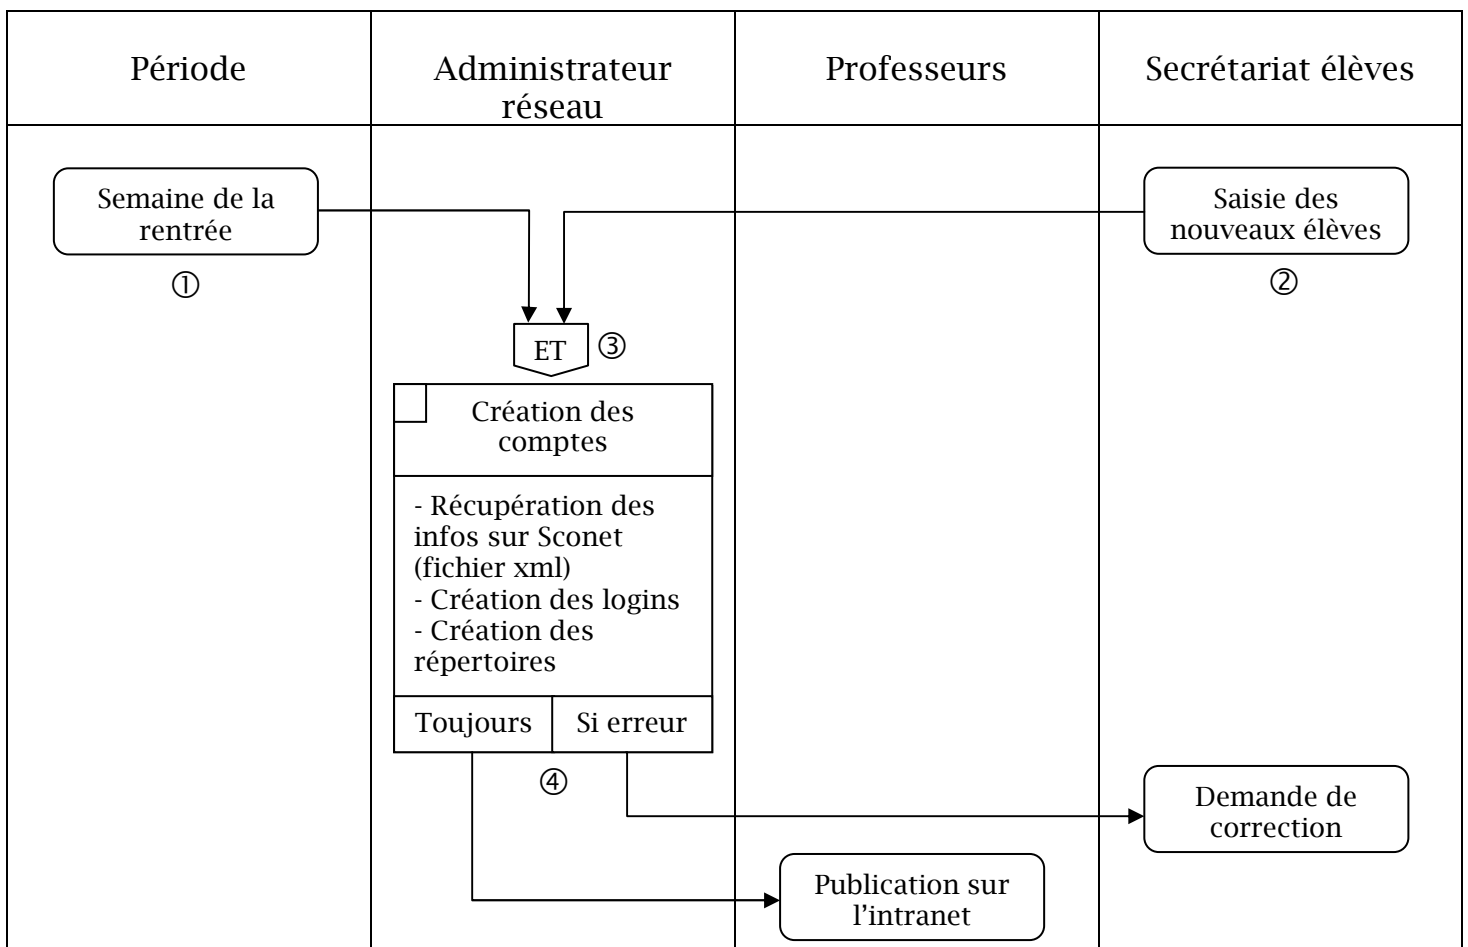 Période
Administrateur
réseau
Professeurs
Secrétariat élèves
Semaine de la
rentrée
①
Saisie des
nouveaux élèves
②
ET
③
Création des
comptes
- Récupération des
infos sur Sconet
(fichier xml)
- Création des logins
- Création des
répertoires
Toujours
Si erreur
④
Demande de
correction
Publication sur
l'intranet